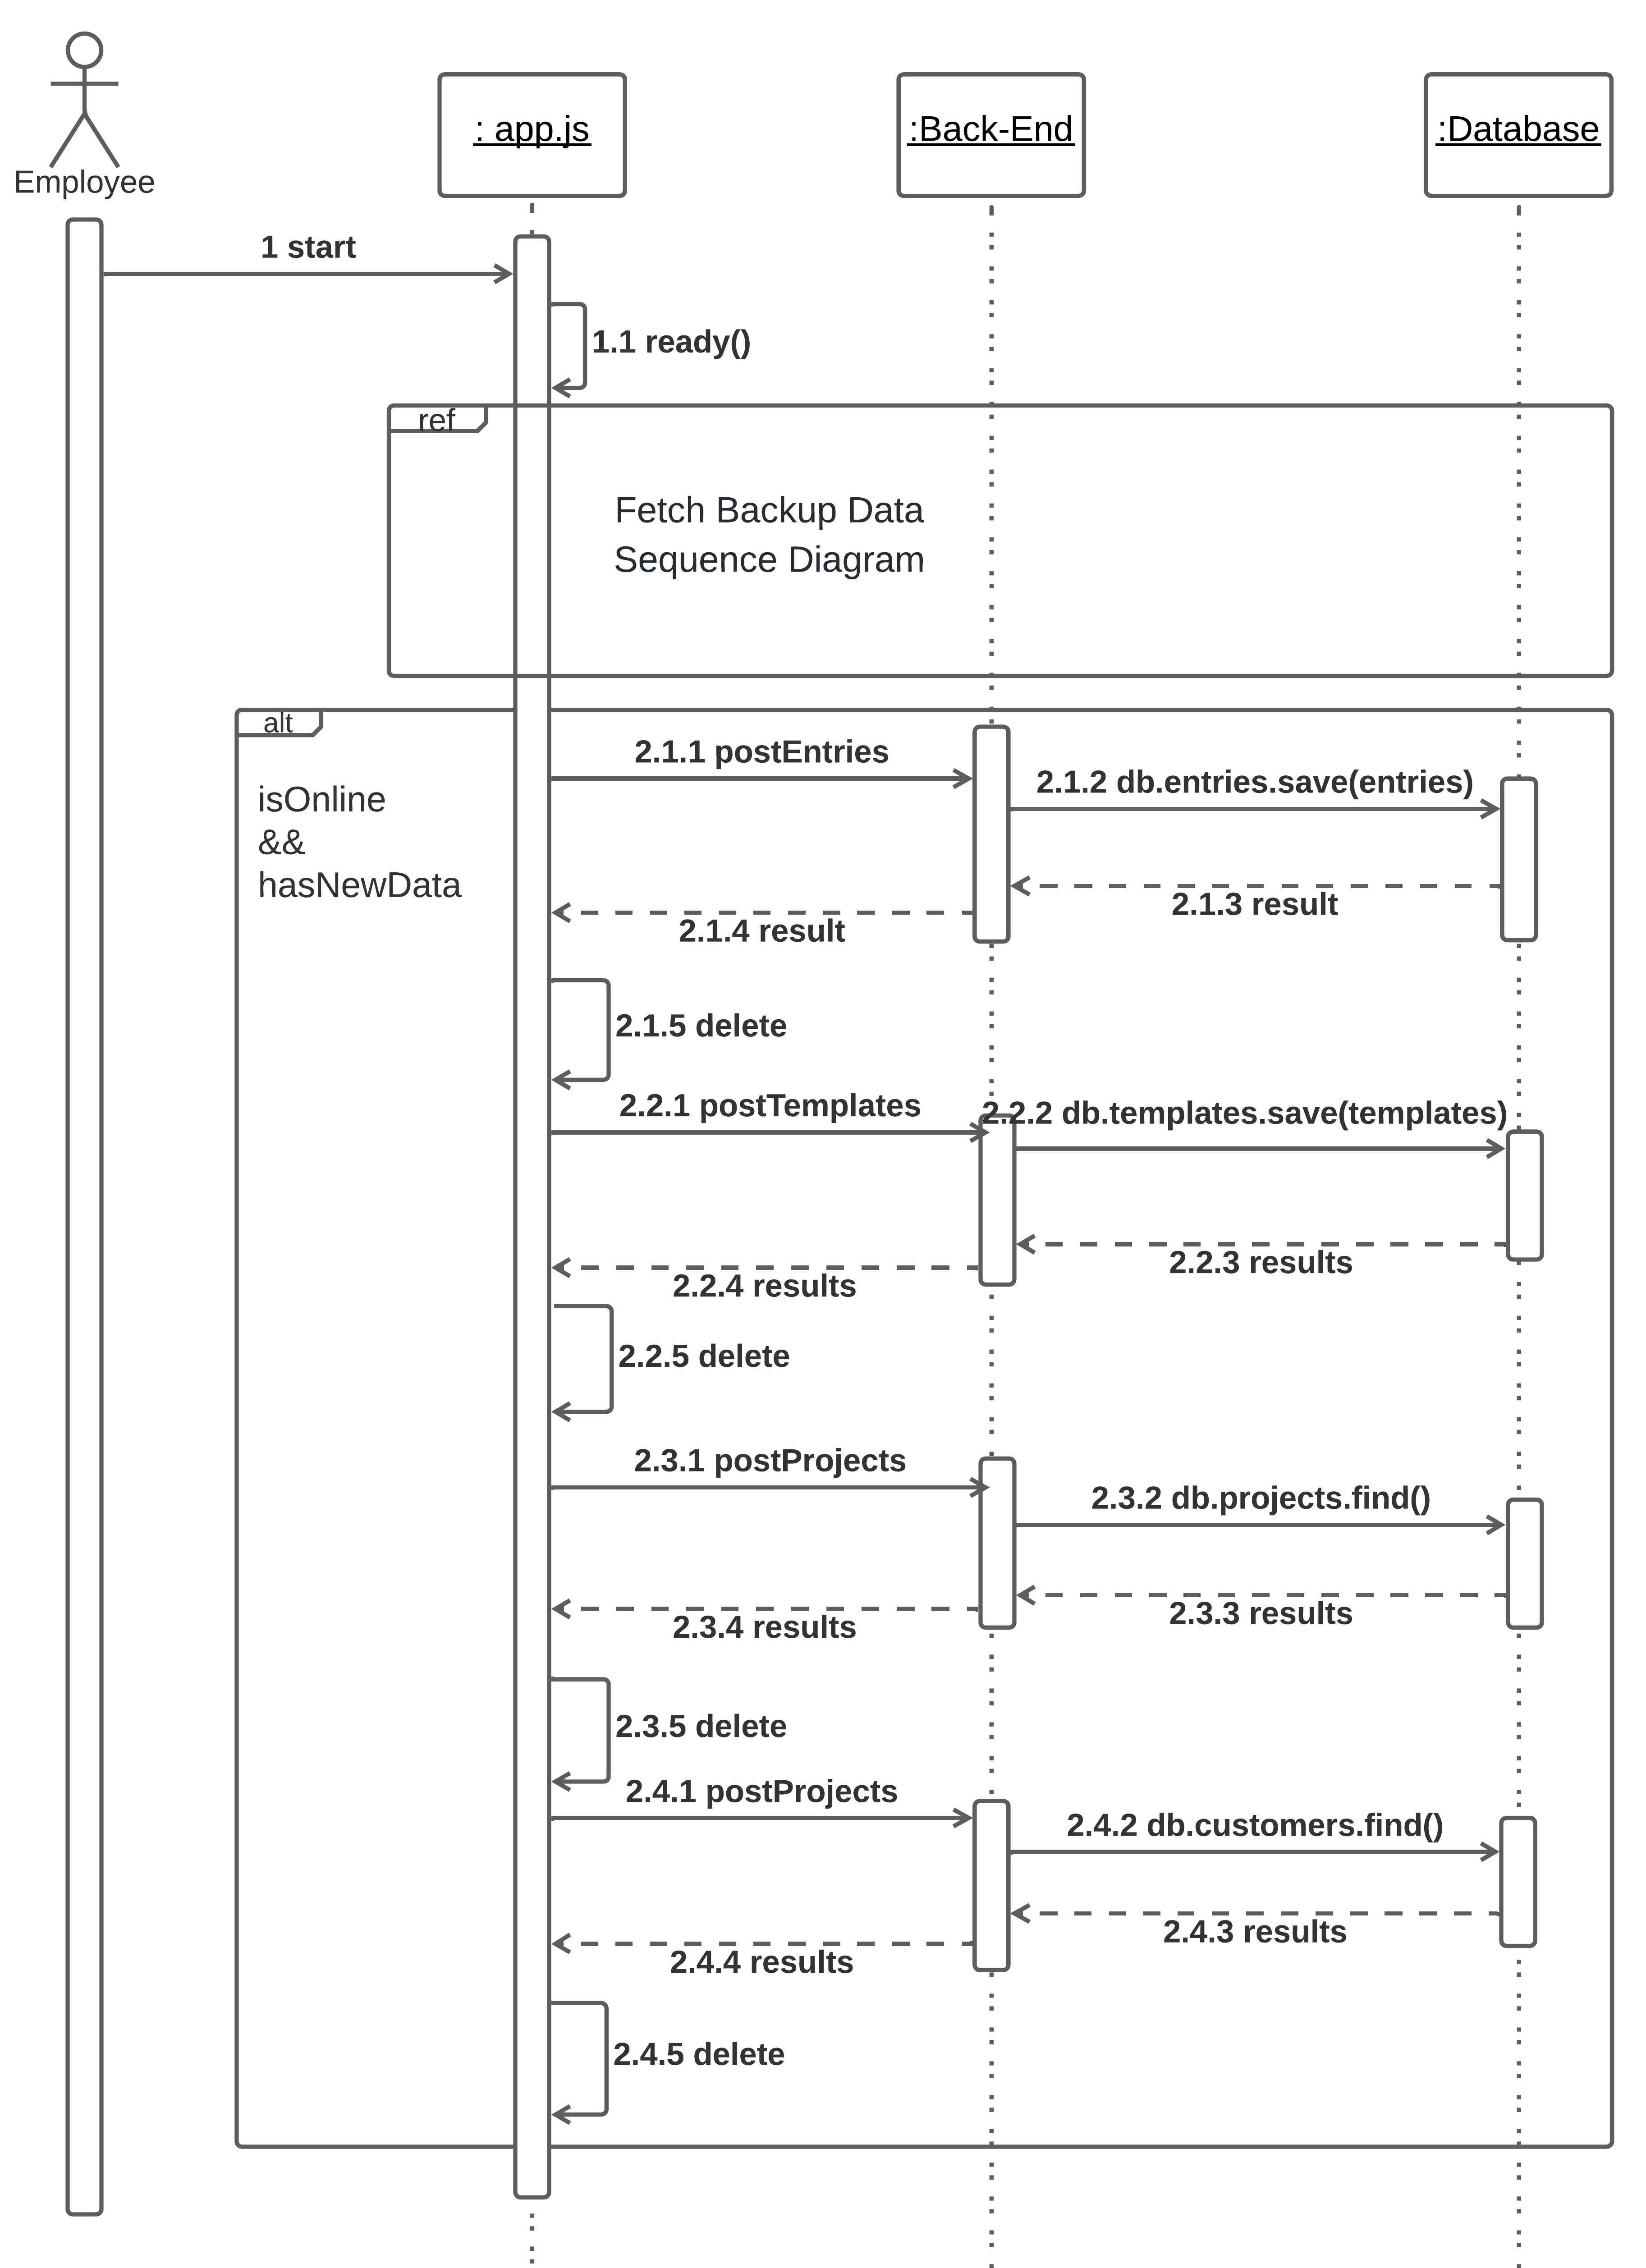 Employee
: app.js
:Back-End
:Database
1 start
1.1 ready()
ref
Fetch Backup Data
Sequence Diagram
alt
isOnline
&&
hasNewData
2.1.1 postEntries
2.1.2 db.entries.save(entries)
2.1.3 result
2.1.4 result
2.1.5 delete
2.2.1 postTemplates
2.2.2 db.templates.save(templates)
2.2.3 results
2.2.4 results
2.2.5 delete
2.3.1 postProjects
2.3.2 db.projects.find()
2.3.3 results
2.3.4 results
2.3.5 delete
2.4.1 postProjects
2.4.2 db.customers.find()
2.4.3 results
2.4.4 results
2.4.5 delete